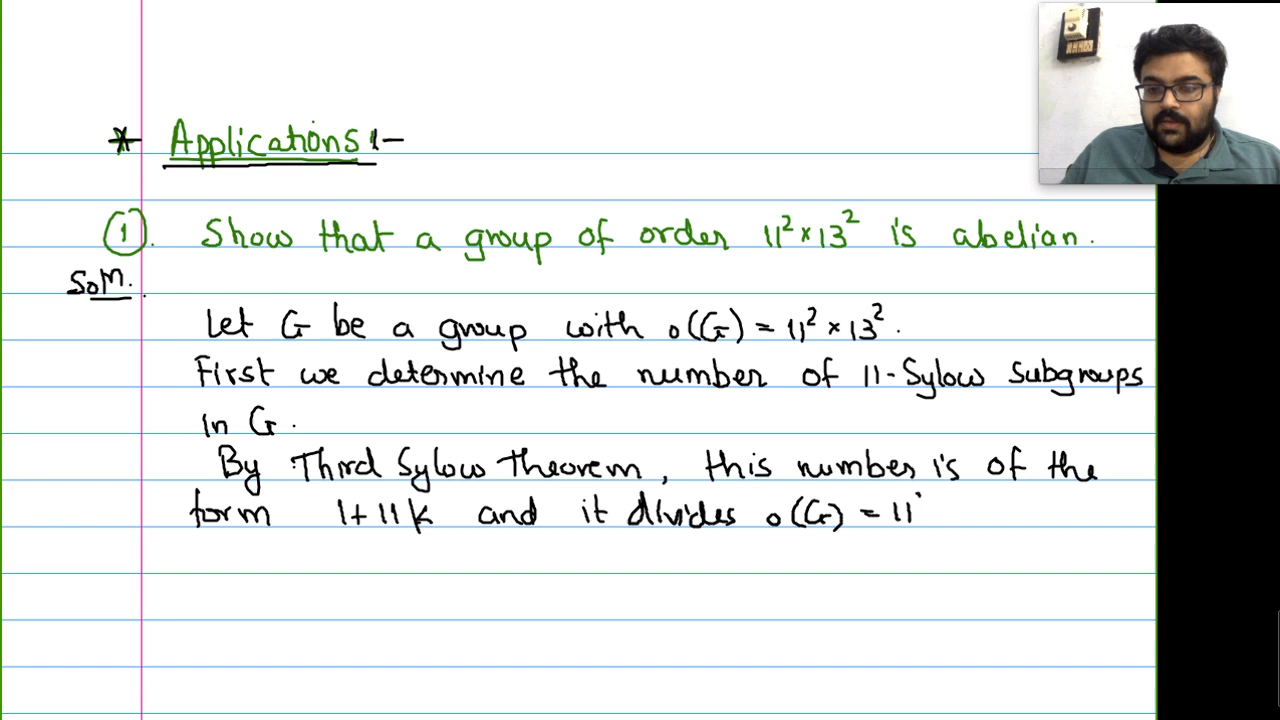 * Applications :-
① . Show that a group of order 11² × 13² is abelian .
Soln.
Let G be a group with o(G) = 11² × 13² .
First we determine the number of 11-Sylow Subgroups
in G .
By Third Sylow Theorem, this number is of the
form 1 + 11k and it divides o(G) = 11